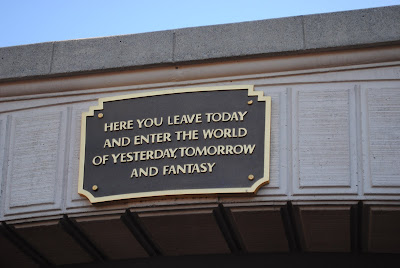 HERE YOU LEAVE TODAY
AND ENTER THE WORLD
OF YESTERDAY, TOMORROW
AND FANTASY